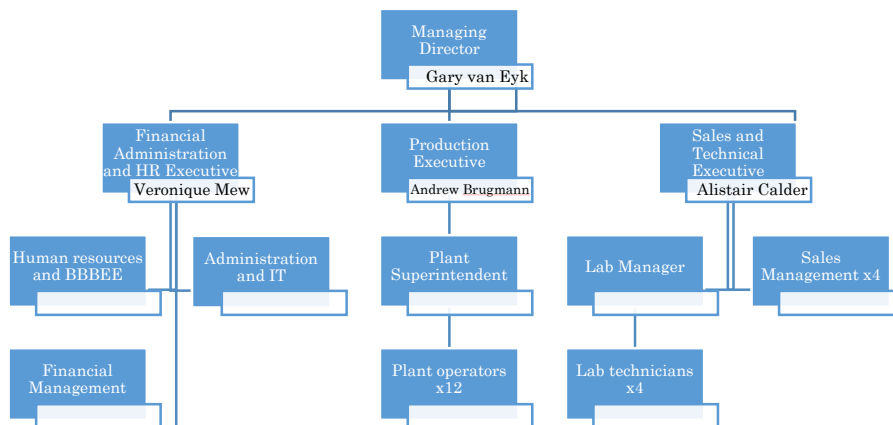 Managing
Director
Gary van Eyk
Financial
Administration
and HR Executive
Veronique Mew
Production
Executive
Andrew Brugmann
Sales and
Technical
Executive
Alistair Calder
Human resources
and BBBEE
Administration
and IT
Plant
Superintendent
Lab Manager
Sales
Management x4
Financial
Management
Plant operators
x12
Lab technicians
x4